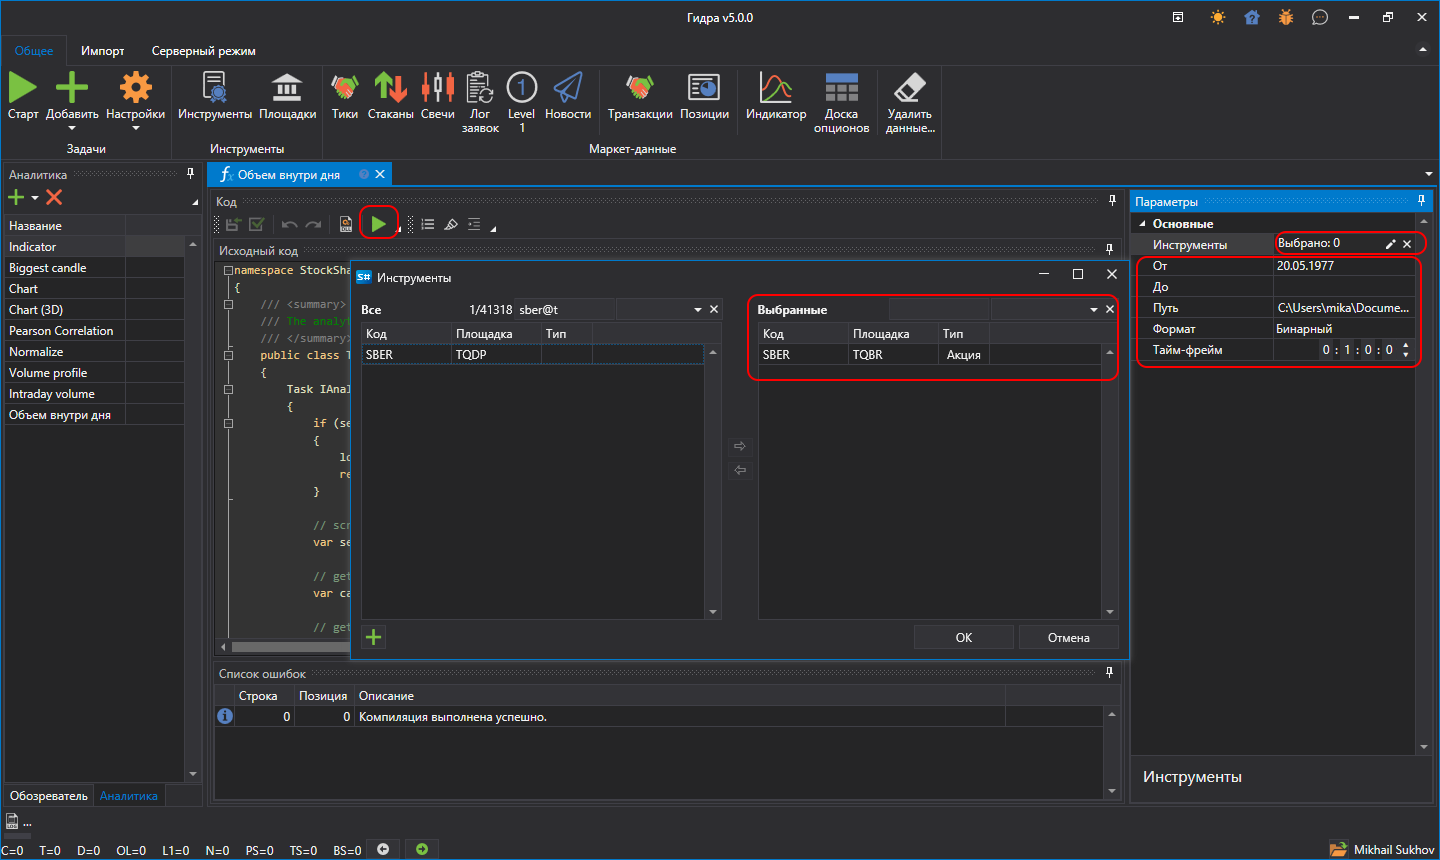 Гидра v5.0.0
Общее Импорт Серверный режим
Старт Добавить Настройки Инструменты Площадки Тики Стаканы Свечи Лог заявок Level 1 Новости Транзакции Позиции Индикатор Доска опционов Удалить данные...
Задачи Инструменты Маркет-данные
Аналитика
Название
Indicator
Biggest candle
Chart
Chart (3D)
Pearson Correlation
Normalize
Volume profile
Intraday volume
Объем внутри дня
Обозреватель Аналитика
Объем внутри дня
Код
Исходный код
namespace StockSha
{
/// <summary>
/// The analyt
/// </summary>
public class T
{
Task IAnal
{
if (se
{
lo
re
}
// scr
var se
// get
var ca
// get
S# Инструменты
Все 1/41318 sber@t
Код Площадка Тип
SBER TQDP
Выбранные
Код Площадка Тип
SBER TQBR Акция
OK Отмена
Список ошибок
Строка Позиция Описание
0 0 Компиляция выполнена успешно.
Параметры
Основные
Инструменты Выбрано: 0
От 20.05.1977
До
Путь C:\Users\mika\Docume...
Формат Бинарный
Тайм-фрейм 0 : 1 : 0 : 0
Инструменты
...
C=0 T=0 D=0 OL=0 L1=0 N=0 PS=0 TS=0 BS=0
Mikhail Sukhov